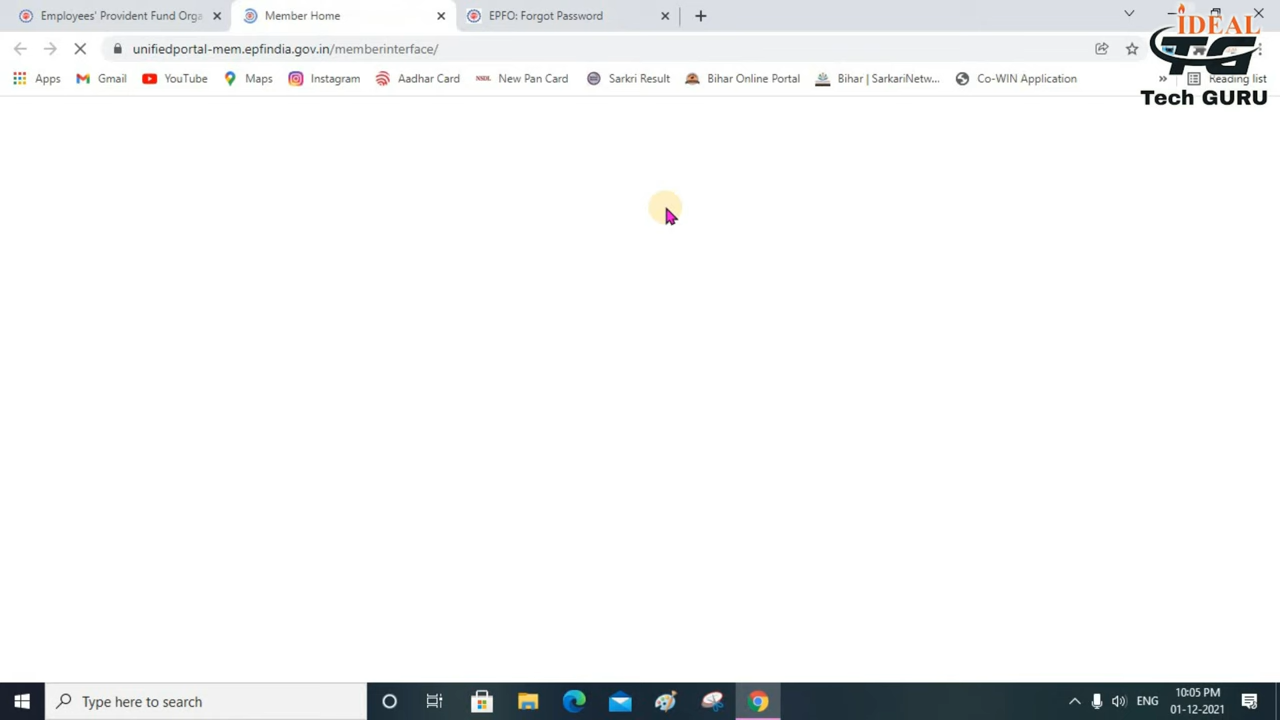 Employees' Provident Fund Orga
Member Home
EPFO: Forgot Password
unifiedportal-mem.epfindia.gov.in/memberinterface/
Apps
Gmail
YouTube
Maps
Instagram
Aadhar Card
NSDL
New Pan Card
Sarkri Result
Bihar Online Portal
Bihar | SarkariNetw...
Co-WIN Application
»
Reading list
IDEAL
TG
Tech GURU
Type here to search
ENG
10:05 PM
01-12-2021